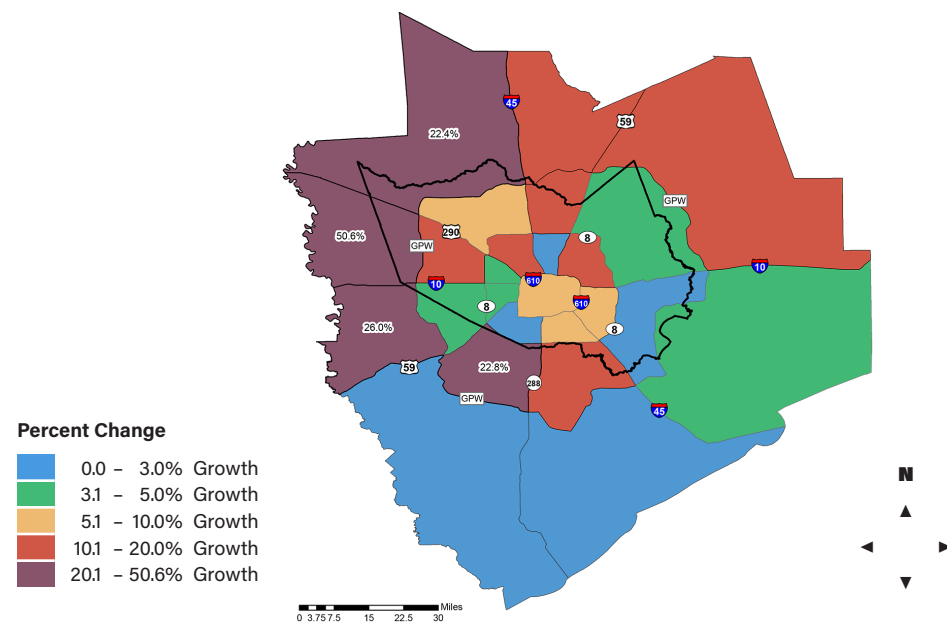 45
59
22.4%
GPW
290
8
50.6%
GPW
10
610
10
610
8
8
26.0%
59
22.8%
288
GPW
45
Percent Change
0.0 – 3.0% Growth
3.1 – 5.0% Growth
5.1 – 10.0% Growth
10.1 – 20.0% Growth
20.1 – 50.6% Growth
N
Miles
0 3.75 7.5 15 22.5 30